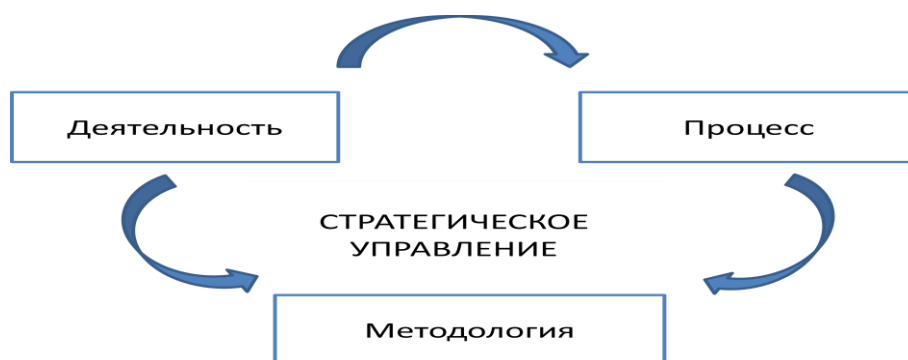 Деятельность
Процесс
СТРАТЕГИЧЕСКОЕ
УПРАВЛЕНИЕ
Методология